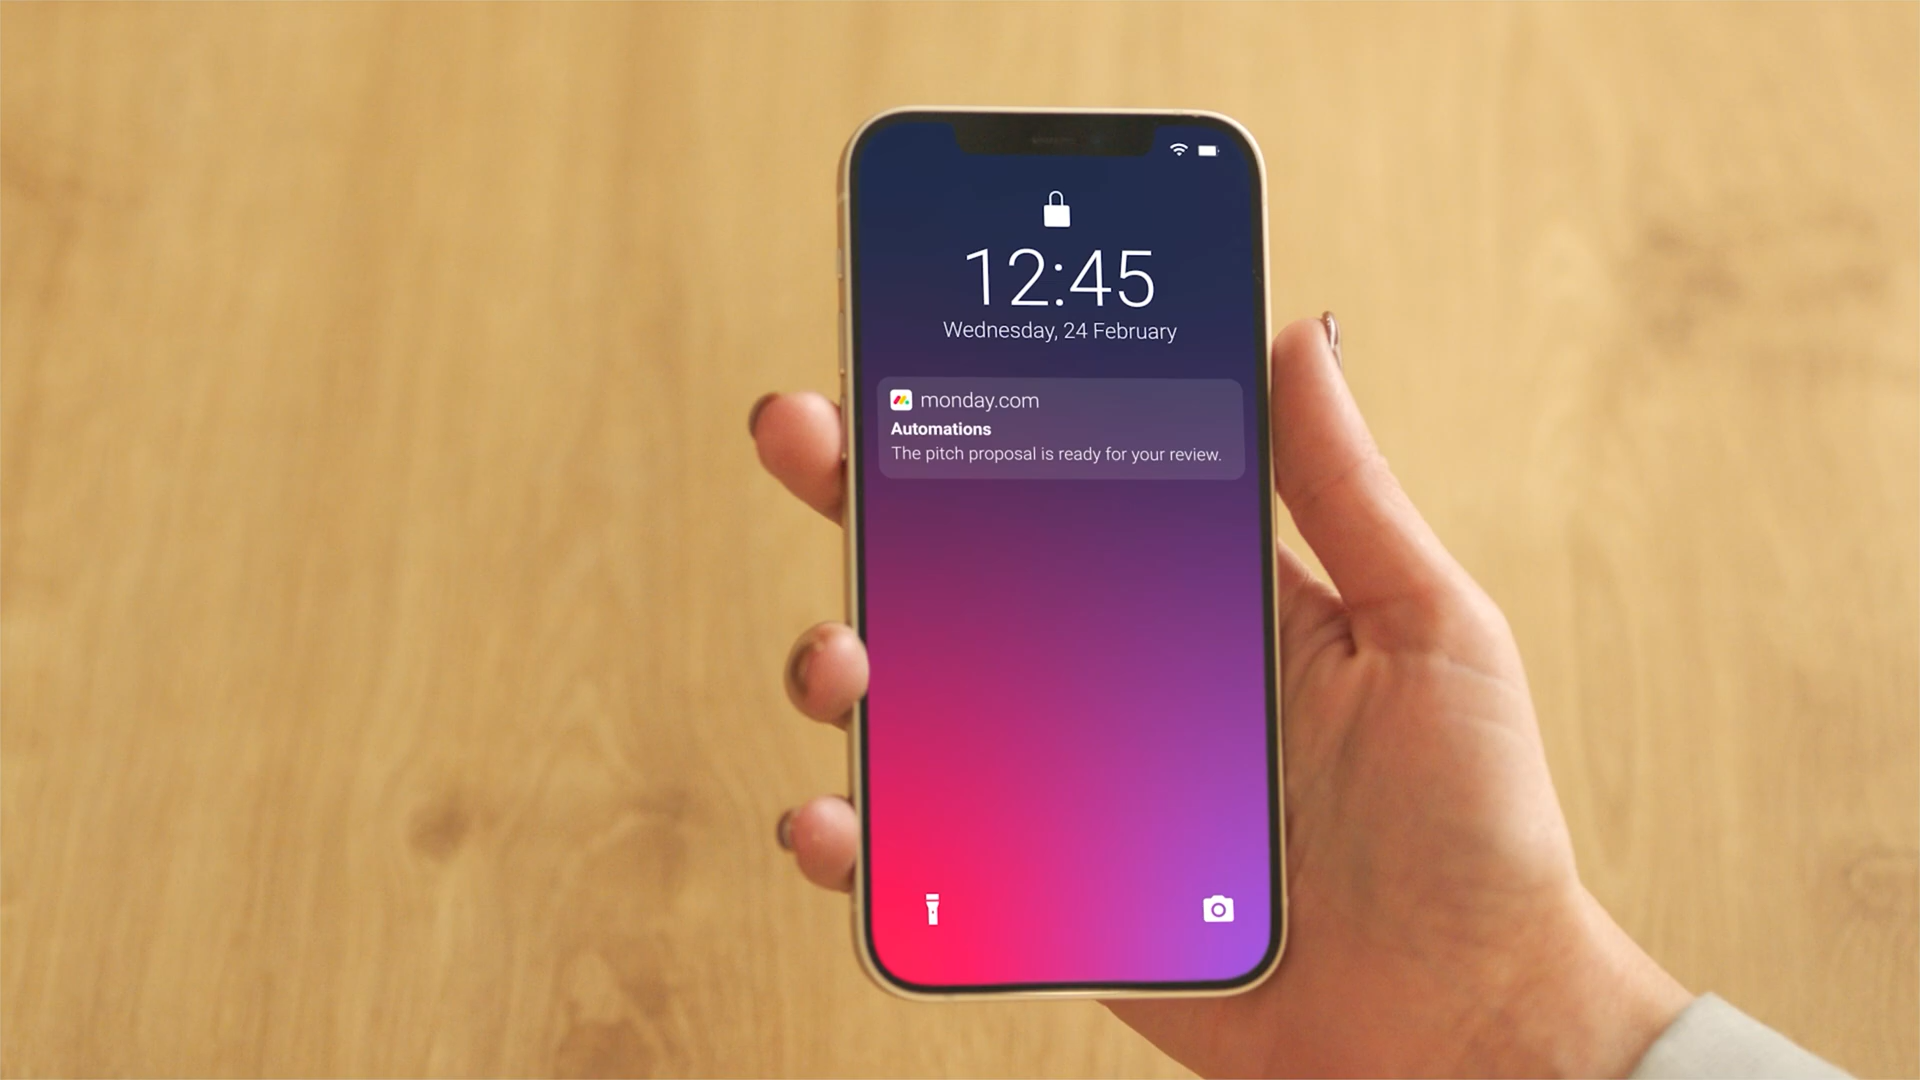 12:45
Wednesday, 24 February
monday.com
Automations
The pitch proposal is ready for your review.